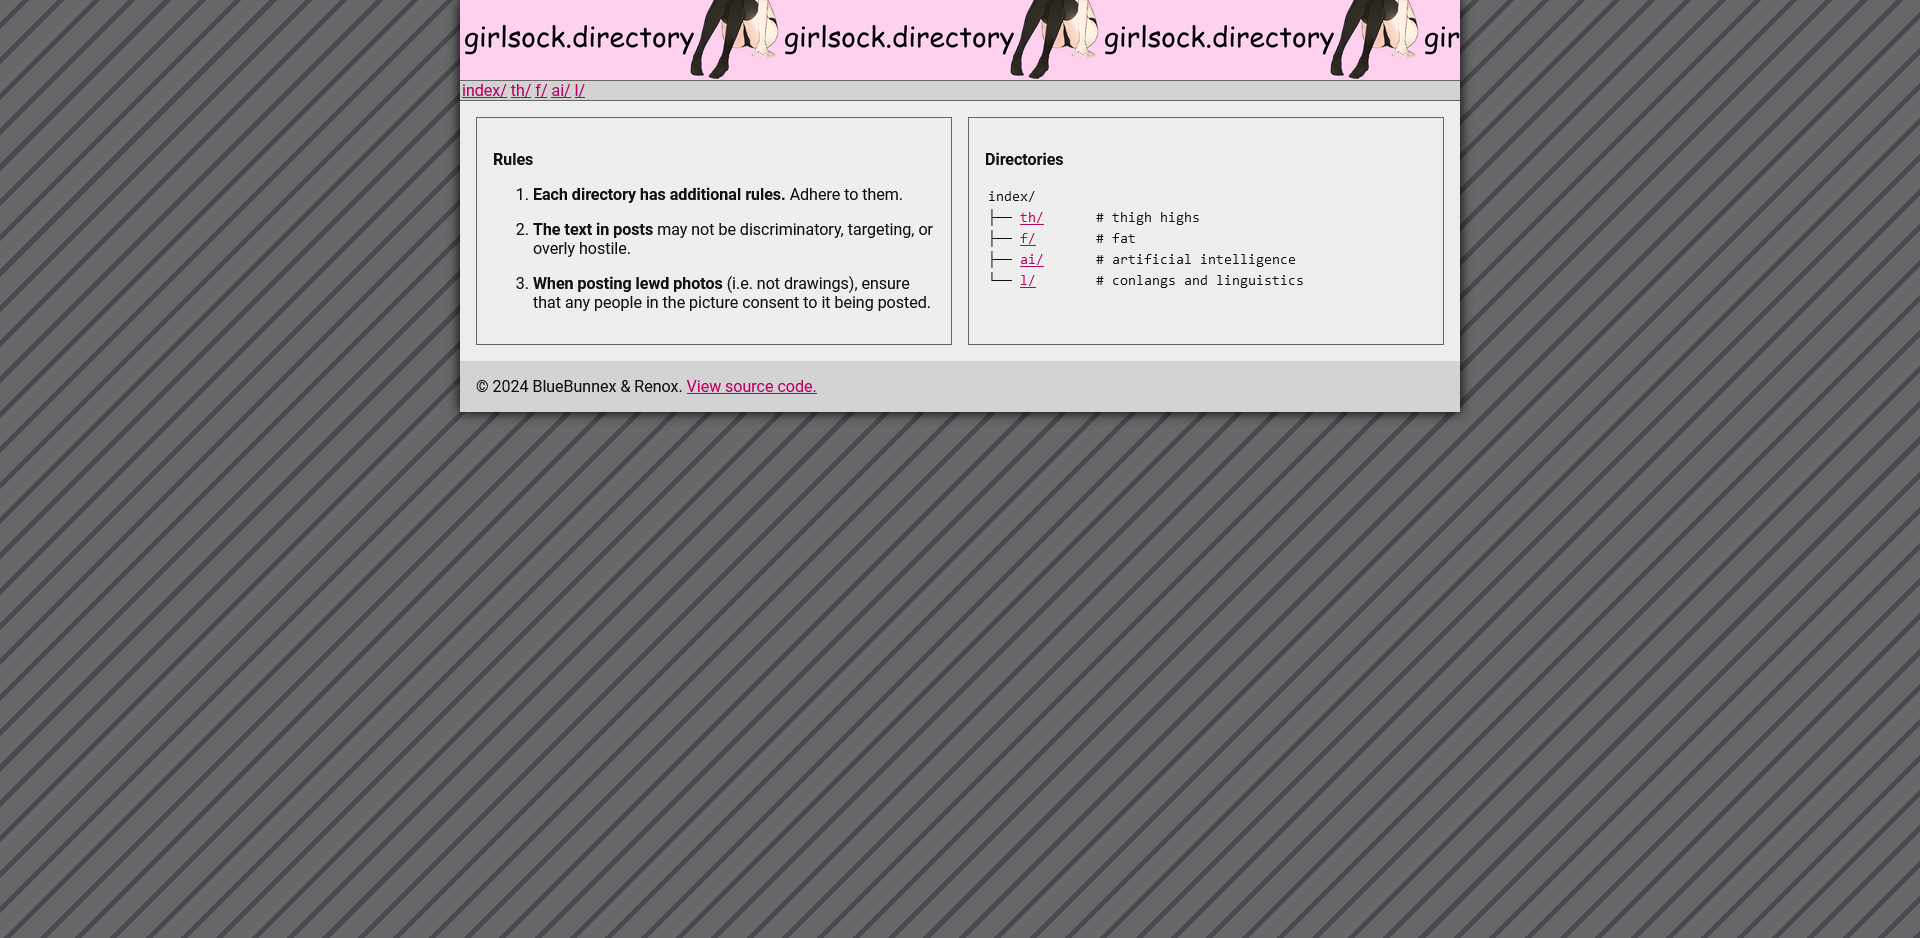 girlsock.directory girlsock.directory girlsock.directory gir
index/ th/ f/ ai/ l/
Rules
1. Each directory has additional rules. Adhere to them.
2. The text in posts may not be discriminatory, targeting, or
overly hostile.
3. When posting lewd photos (i.e. not drawings), ensure
that any people in the picture consent to it being posted.
Directories
index/
├── th/ # thigh highs
├── f/ # fat
├── ai/ # artificial intelligence
└── l/ # conlangs and linguistics
© 2024 BlueBunnex & Renox. View source code.